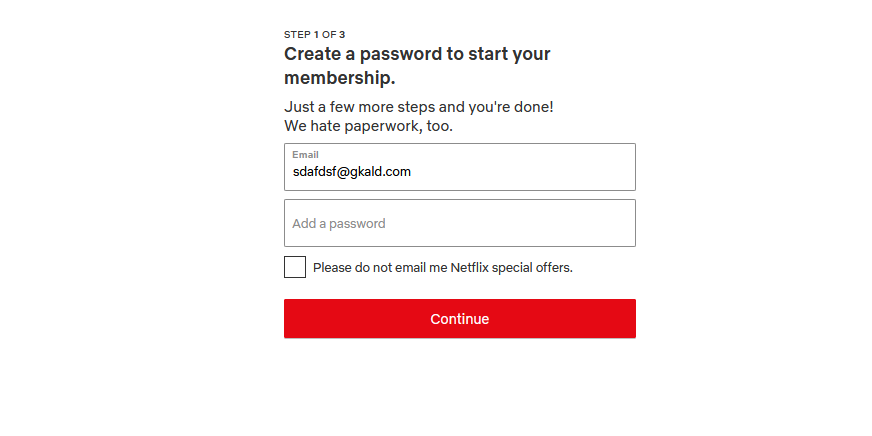 STEP 1 OF 3
Create a password to start your
membership.
Just a few more steps and you're done!
We hate paperwork, too.
Email
sdafdsf@gkald.com
Add a password
Please do not email me Netflix special offers.
Continue